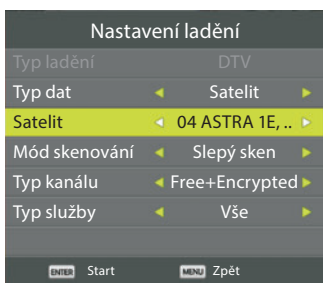 Nastavení ladění
Typ ladění DTV
Typ dat Satelit
Satelit 04 ASTRA 1E, ..
Mód skenování Slepý sken
Typ kanálu Free+Encrypted
Typ služby Vše
ENTER Start MENU Zpět